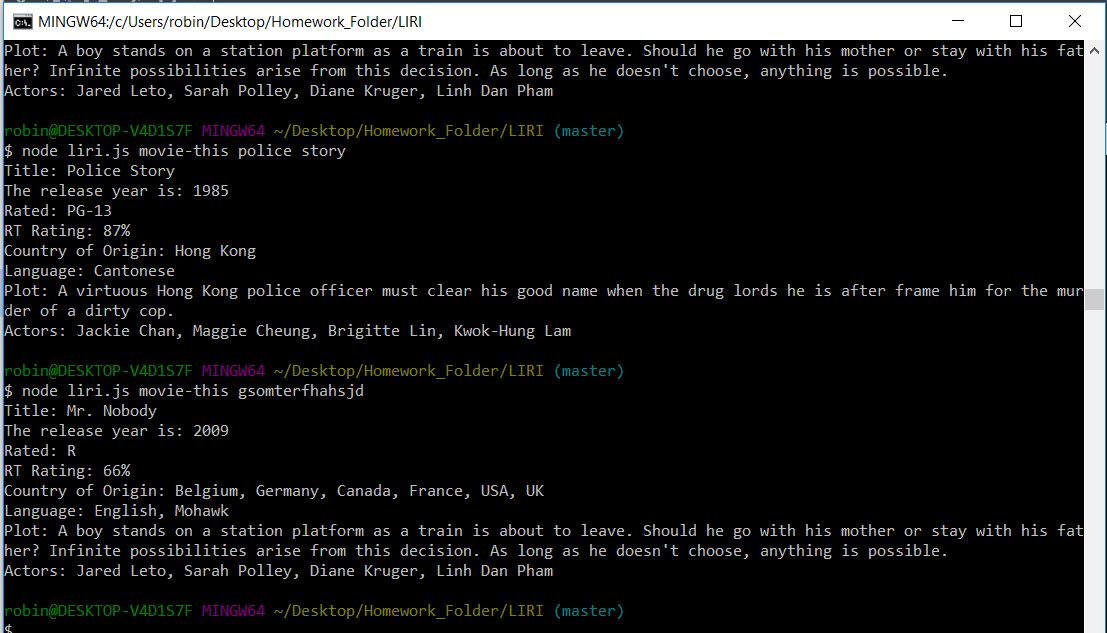 MINGW64:/c/Users/robin/Desktop/Homework_Folder/LIRI
Plot: A boy stands on a station platform as a train is about to leave. Should he go with his mother or stay with his fat
her? Infinite possibilities arise from this decision. As long as he doesn't choose, anything is possible.
Actors: Jared Leto, Sarah Polley, Diane Kruger, Linh Dan Pham
robin@DESKTOP-V4D1S7F MINGW64 ~/Desktop/Homework_Folder/LIRI (master)
$ node liri.js movie-this police story
Title: Police Story
The release year is: 1985
Rated: PG-13
RT Rating: 87%
Country of Origin: Hong Kong
Language: Cantonese
Plot: A virtuous Hong Kong police officer must clear his good name when the drug lords he is after frame him for the mur
der of a dirty cop.
Actors: Jackie Chan, Maggie Cheung, Brigitte Lin, Kwok-Hung Lam
robin@DESKTOP-V4D1S7F MINGW64 ~/Desktop/Homework_Folder/LIRI (master)
$ node liri.js movie-this gsomterfhahsjd
Title: Mr. Nobody
The release year is: 2009
Rated: R
RT Rating: 66%
Country of Origin: Belgium, Germany, Canada, France, USA, UK
Language: English, Mohawk
Plot: A boy stands on a station platform as a train is about to leave. Should he go with his mother or stay with his fat
her? Infinite possibilities arise from this decision. As long as he doesn't choose, anything is possible.
Actors: Jared Leto, Sarah Polley, Diane Kruger, Linh Dan Pham
robin@DESKTOP-V4D1S7F MINGW64 ~/Desktop/Homework_Folder/LIRI (master)
$